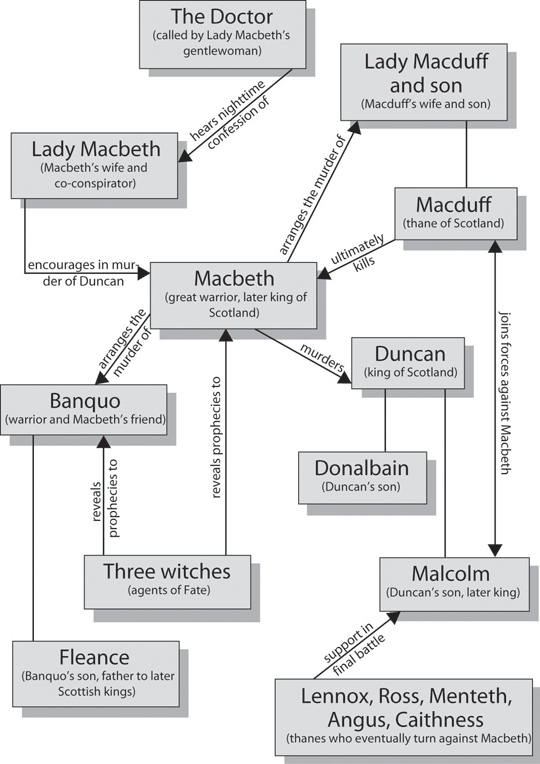 The Doctor
(called by Lady Macbeth's
gentlewoman)
hears nighttime
confession of
Lady Macduff
and son
(Macduff's wife and son)
Lady Macbeth
(Macbeth's wife and
co-conspirator)
arranges the murder of
Macduff
(thane of Scotland)
ultimately
kills
encourages in mur-
der of Duncan
Macbeth
(great warrior, later king of
Scotland)
arranges the
murder of
murders
Duncan
(king of Scotland)
joins forces against Macbeth
Banquo
(warrior and Macbeth's friend)
reveals prophecies to
Donalbain
(Duncan's son)
reveals
prophecies to
Three witches
(agents of Fate)
Malcolm
(Duncan's son, later king)
support in
final battle
Fleance
(Banquo's son, father to later
Scottish kings)
Lennox, Ross, Menteth,
Angus, Caithness
(thanes who eventually turn against Macbeth)